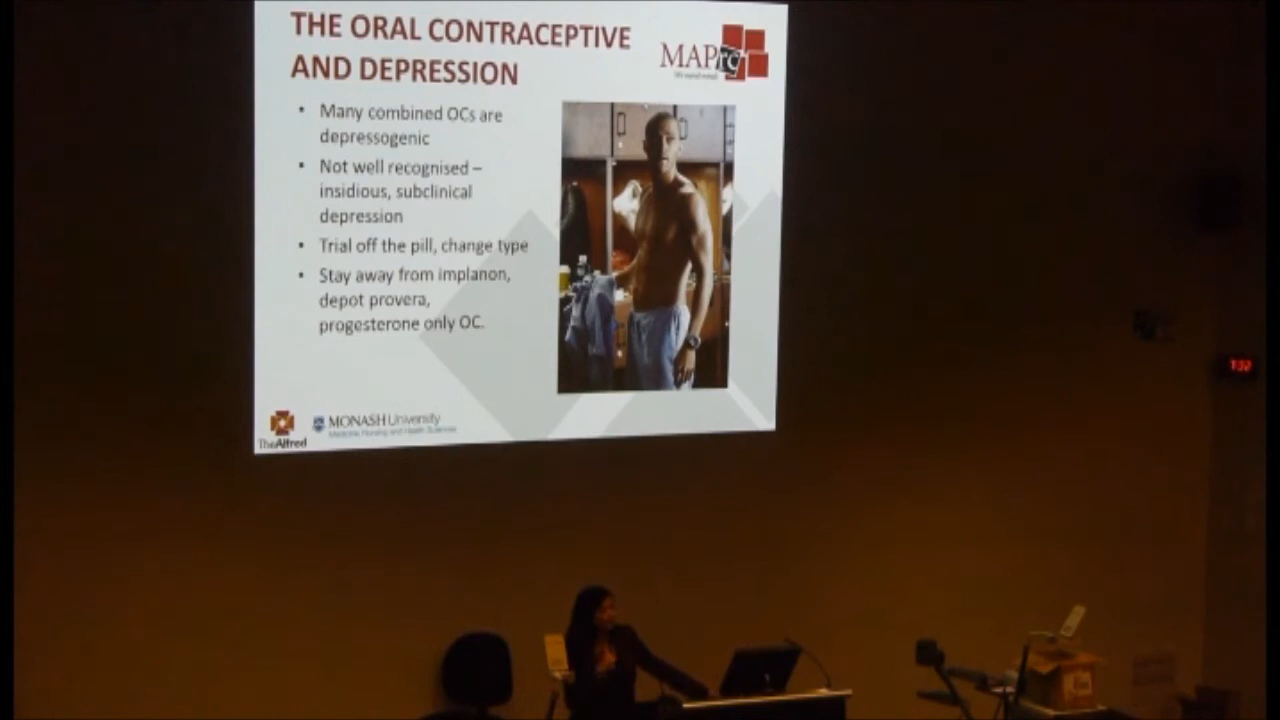 THE ORAL CONTRACEPTIVE
AND DEPRESSION
MAPrc
• Many combined OCs are
depressogenic
• Not well recognised –
insidious, subclinical
depression
• Trial off the pill, change type
• Stay away from implanon,
depot provera,
progesterone only OC.
TheAlfred
MONASH University
Medicine, Nursing and Health Sciences